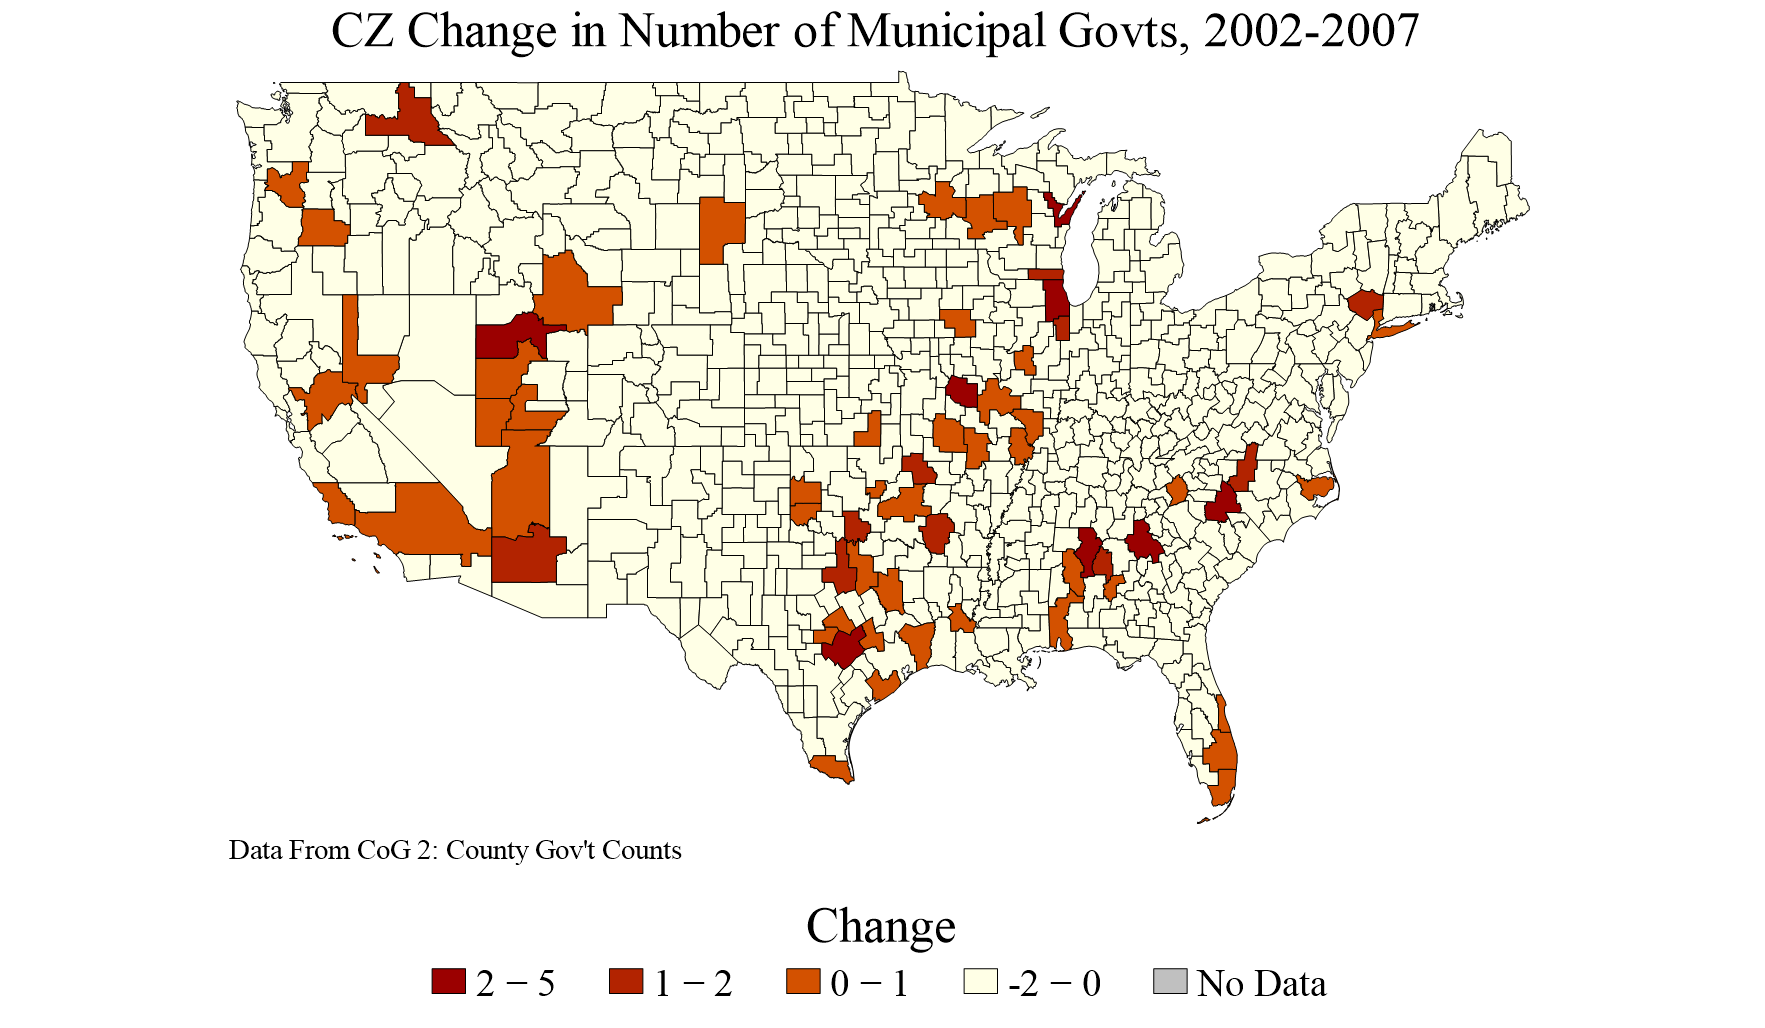 CZ Change in Number of Municipal Govts, 2002-2007
Data From CoG 2: County Gov't Counts
Change
2 − 5
1 − 2
0 − 1
-2 − 0
No Data